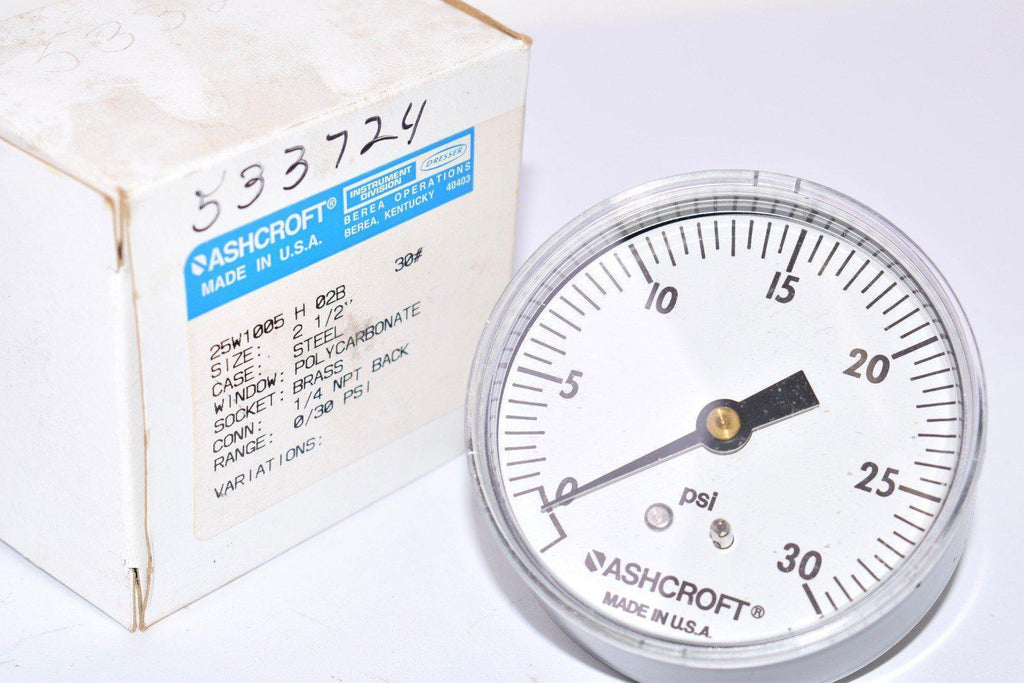 533724
ASHCROFT®
MADE IN U.S.A.
INSTRUMENT
DIVISION
DRESSER
BEREA OPERATIONS
BEREA, KENTUCKY 40403
30#
25W1005 H 02B
SIZE: 2 1/2"
CASE: STEEL
WINDOW: POLYCARBONATE
SOCKET: BRASS
CONN: 1/4 NPT BACK
RANGE: 0/30 PSI
VARIATIONS:
0
5
10
15
20
25
30
psi
ASHCROFT®
MADE IN U.S.A.